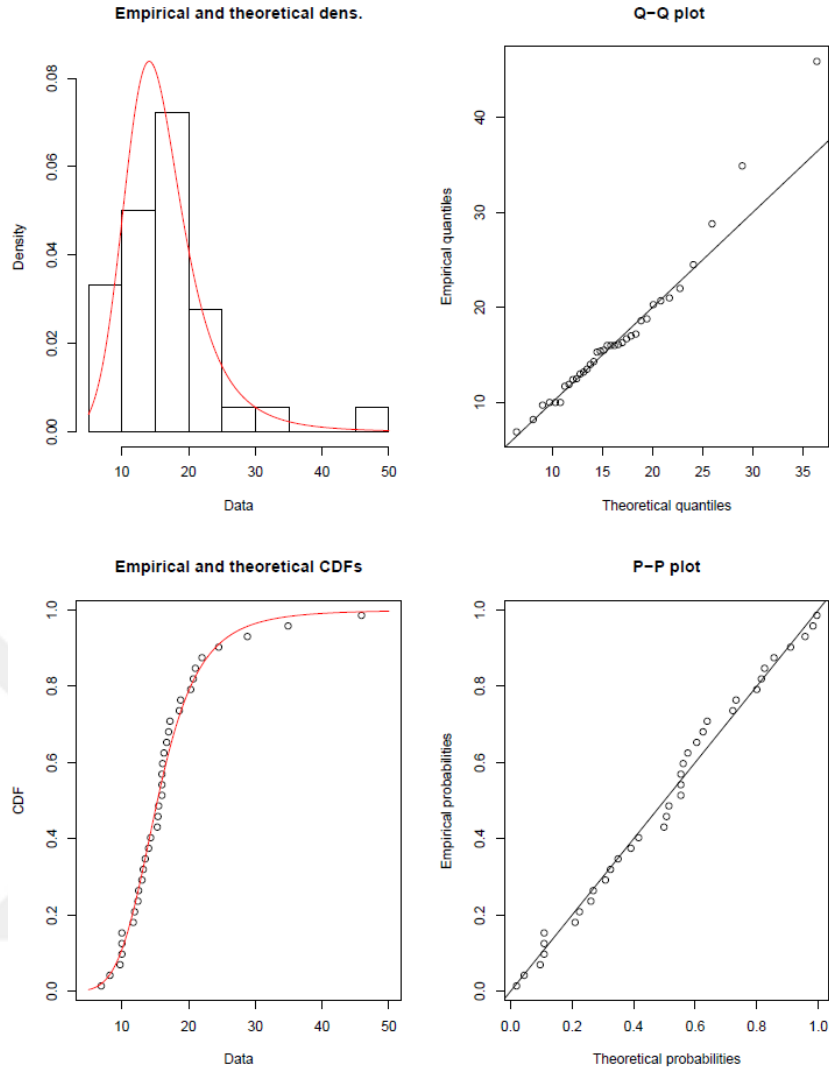 Empirical and theoretical dens.
Density
0.00 0.02 0.04 0.06 0.08
10 20 30 40 50
Data
Q−Q plot
Empirical quantiles
10 20 30 40
10 15 20 25 30 35
Theoretical quantiles
Empirical and theoretical CDFs
CDF
0.0 0.2 0.4 0.6 0.8 1.0
10 20 30 40 50
Data
P−P plot
Empirical probabilities
0.0 0.2 0.4 0.6 0.8 1.0
0.0 0.2 0.4 0.6 0.8 1.0
Theoretical probabilities